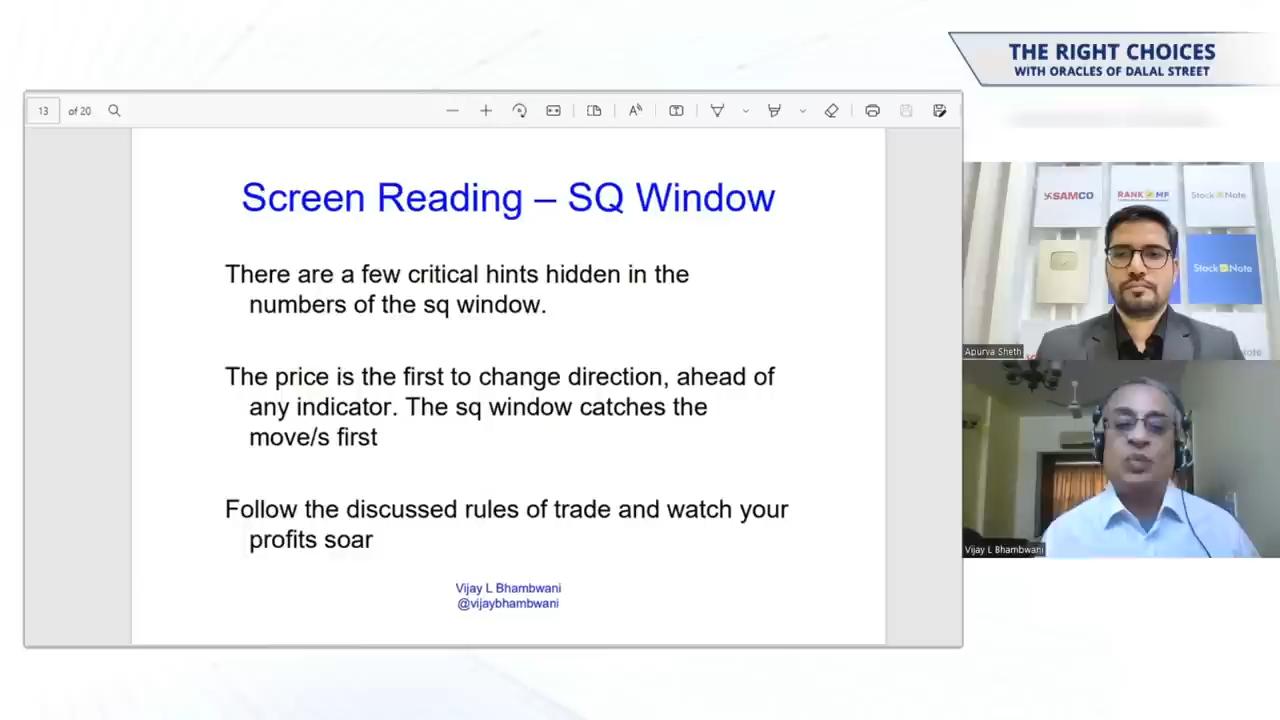 THE RIGHT CHOICES
WITH ORACLES OF DALAL STREET
13 of 20
Screen Reading – SQ Window
There are a few critical hints hidden in the
numbers of the sq window.
The price is the first to change direction, ahead of
any indicator. The sq window catches the
move/s first
Follow the discussed rules of trade and watch your
profits soar
Vijay L Bhambwani
@vijaybhambwani
SAMCO
RANK MF
StockNote
StockNote
Note
Apurva Sheth
Vijay L Bhambwani